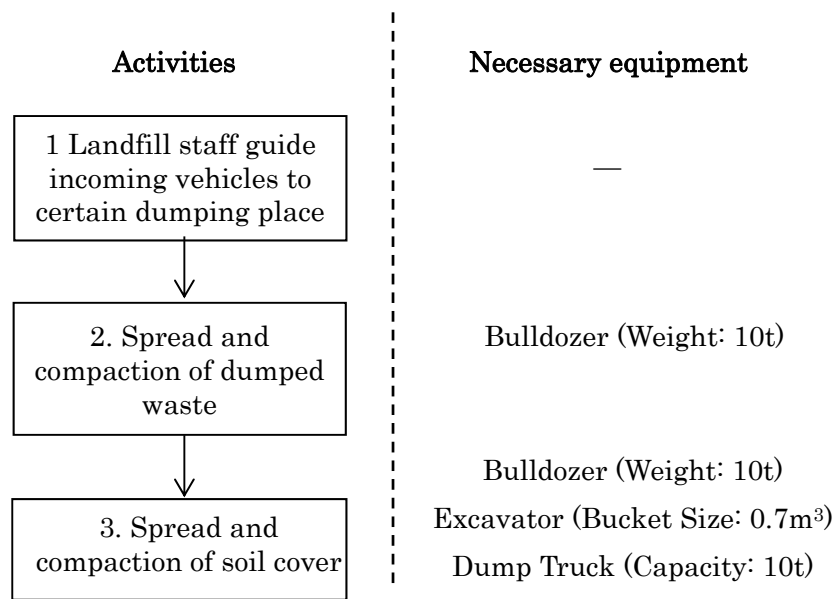 Activities
Necessary equipment
1 Landfill staff guide
incoming vehicles to
certain dumping place
—
2. Spread and
compaction of dumped
waste
Bulldozer (Weight: 10t)
3. Spread and
compaction of soil cover
Bulldozer (Weight: 10t)
Excavator (Bucket Size: 0.7m³)
Dump Truck (Capacity: 10t)